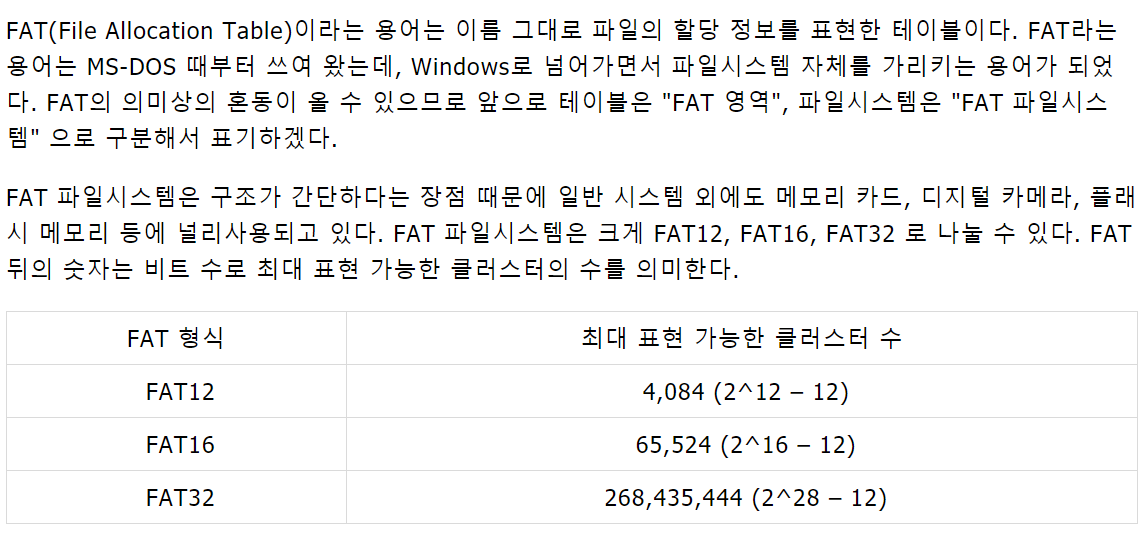 FAT(File Allocation Table)이라는 용어는 이름 그대로 파일의 할당 정보를 표현한 테이블이다. FAT라는
용어는 MS-DOS 때부터 쓰여 왔는데, Windows로 넘어가면서 파일시스템 자체를 가리키는 용어가 되었
다. FAT의 의미상의 혼동이 올 수 있으므로 앞으로 테이블은 "FAT 영역", 파일시스템은 "FAT 파일시스
템" 으로 구분해서 표기하겠다.
FAT 파일시스템은 구조가 간단하다는 장점 때문에 일반 시스템 외에도 메모리 카드, 디지털 카메라, 플래
시 메모리 등에 널리사용되고 있다. FAT 파일시스템은 크게 FAT12, FAT16, FAT32 로 나눌 수 있다. FAT
뒤의 숫자는 비트 수로 최대 표현 가능한 클러스터의 수를 의미한다.
FAT 형식 최대 표현 가능한 클러스터 수
FAT12 4,084 (2^12 – 12)
FAT16 65,524 (2^16 – 12)
FAT32 268,435,444 (2^28 – 12)